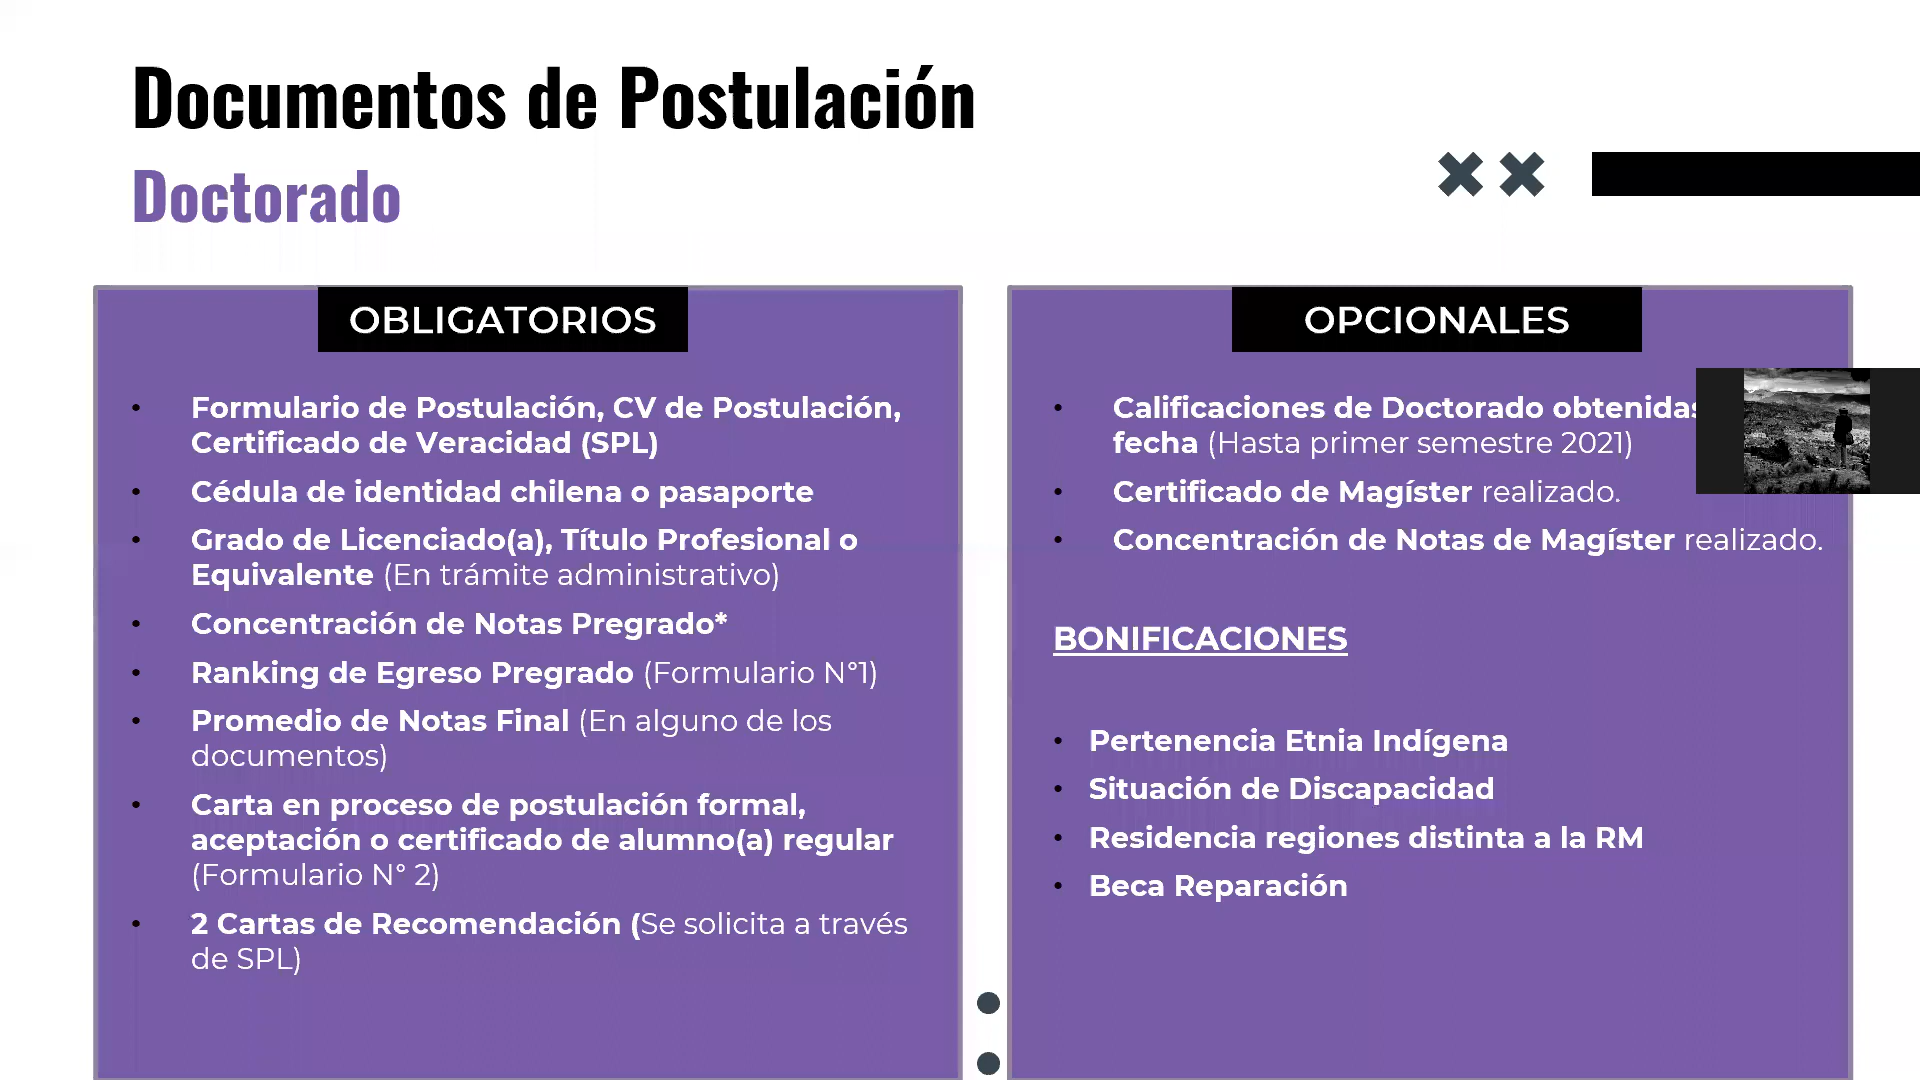 Documentos de Postulación
Doctorado
OBLIGATORIOS
• Formulario de Postulación, CV de Postulación,
Certificado de Veracidad (SPL)
• Cédula de identidad chilena o pasaporte
• Grado de Licenciado(a), Título Profesional o
Equivalente (En trámite administrativo)
• Concentración de Notas Pregrado*
• Ranking de Egreso Pregrado (Formulario N°1)
• Promedio de Notas Final (En alguno de los
documentos)
• Carta en proceso de postulación formal,
aceptación o certificado de alumno(a) regular
(Formulario N° 2)
• 2 Cartas de Recomendación (Se solicita a través
de SPL)
OPCIONALES
• Calificaciones de Doctorado obtenidas
fecha (Hasta primer semestre 2021)
• Certificado de Magíster realizado.
• Concentración de Notas de Magíster realizado.
BONIFICACIONES
• Pertenencia Etnia Indígena
• Situación de Discapacidad
• Residencia regiones distinta a la RM
• Beca Reparación